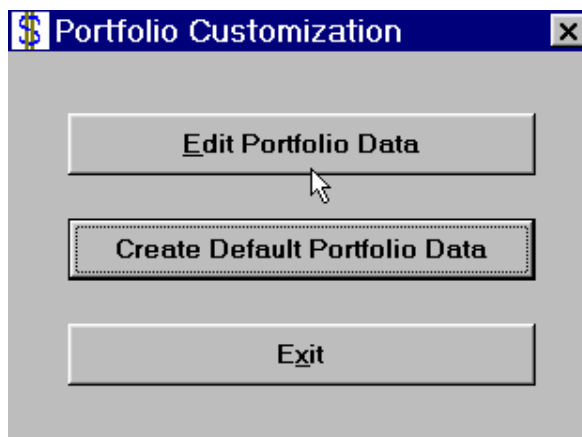 Portfolio Customization
Edit Portfolio Data
Create Default Portfolio Data
Exit